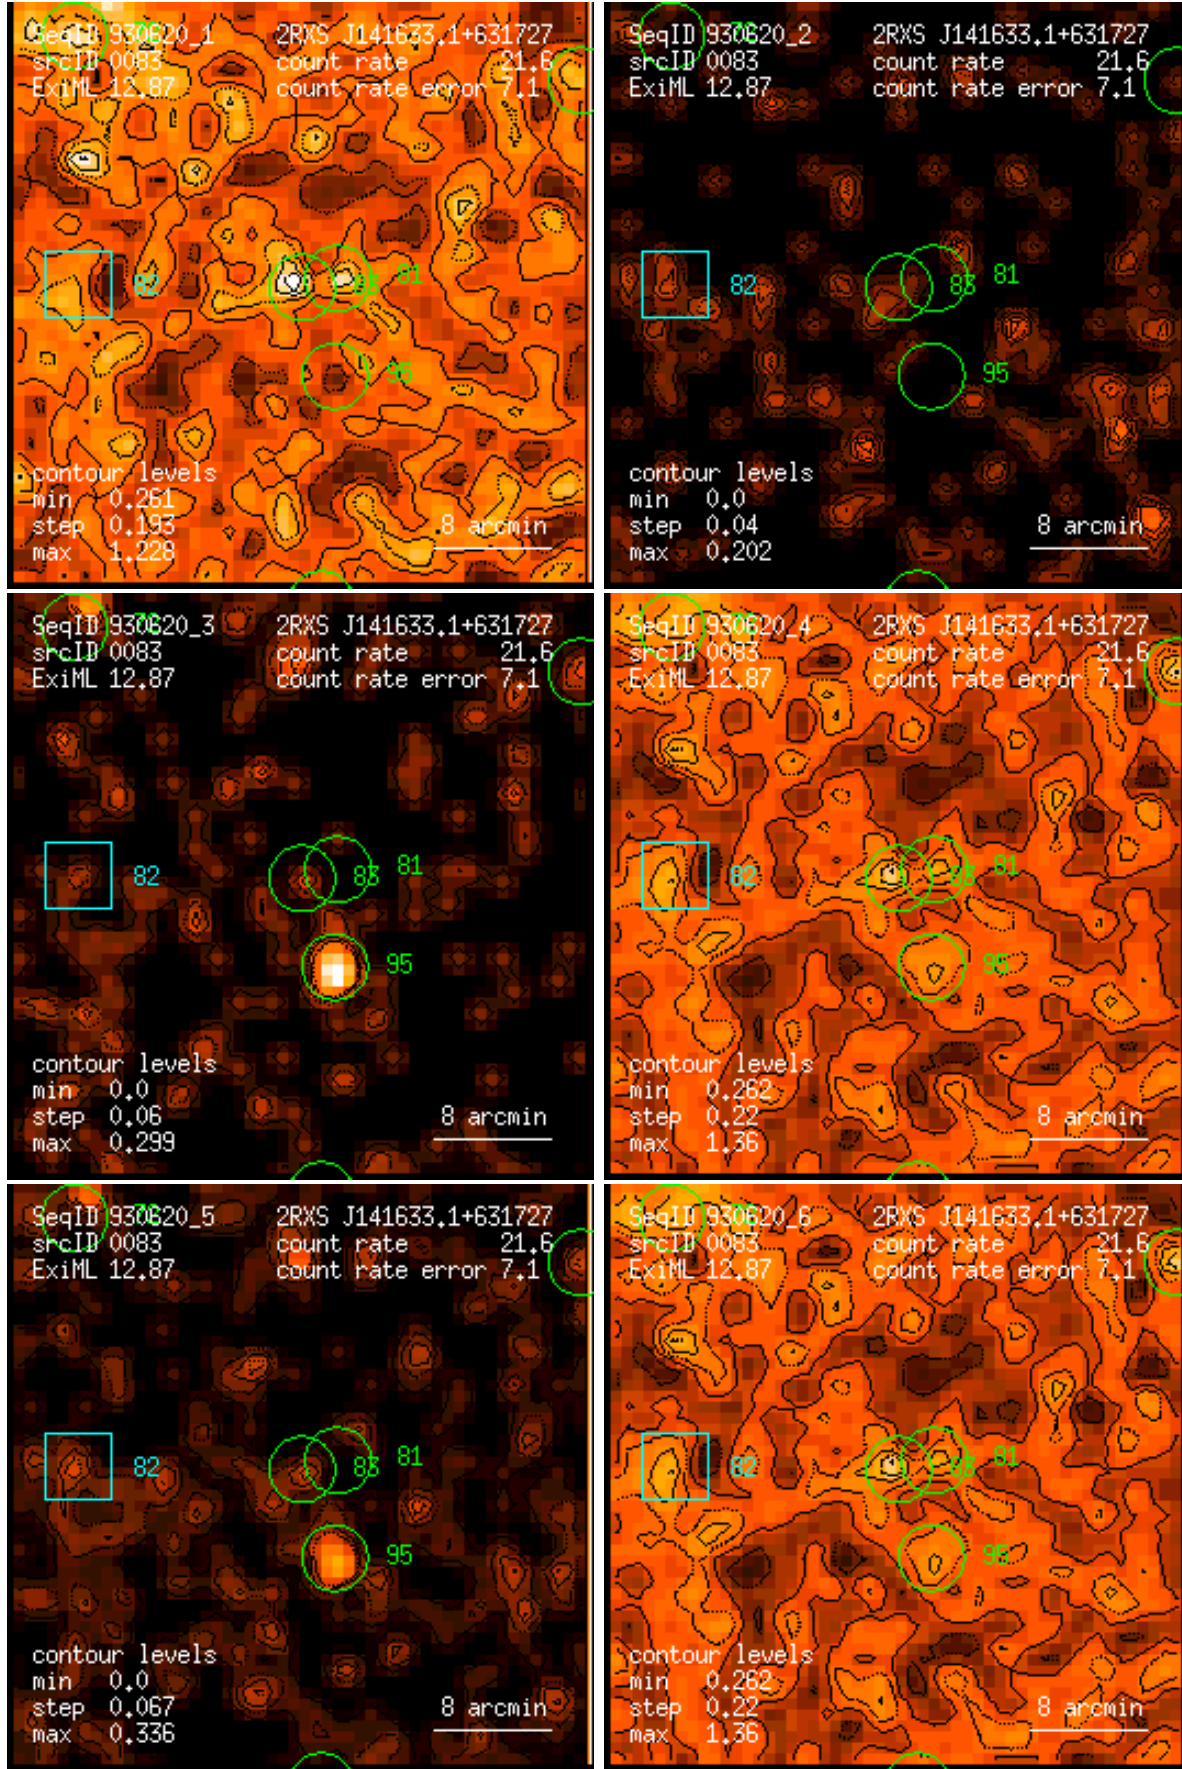 SeqID 930620_1 2RXS J141633.1+631727
srcID 0083 count rate 21.6
ExiML 12.87 count rate error 7.1
82
83 81
95
contour levels
min 0.261
step 0.193
max 1.228
8 arcmin
SeqID 930620_2 2RXS J141633.1+631727
srcID 0083 count rate 21.6
ExiML 12.87 count rate error 7.1
82
83 81
95
contour levels
min 0.0
step 0.04
max 0.202
8 arcmin
SeqID 930620_3 2RXS J141633.1+631727
srcID 0083 count rate 21.6
ExiML 12.87 count rate error 7.1
82
83 81
95
contour levels
min 0.0
step 0.06
max 0.299
8 arcmin
SeqID 930620_4 2RXS J141633.1+631727
srcID 0083 count rate 21.6
ExiML 12.87 count rate error 7.1
82
83 81
95
contour levels
min 0.262
step 0.22
max 1.36
8 arcmin
SeqID 930620_5 2RXS J141633.1+631727
srcID 0083 count rate 21.6
ExiML 12.87 count rate error 7.1
82
83 81
95
contour levels
min 0.0
step 0.067
max 0.336
8 arcmin
SeqID 930620_6 2RXS J141633.1+631727
srcID 0083 count rate 21.6
ExiML 12.87 count rate error 7.1
82
83 81
95
contour levels
min 0.262
step 0.22
max 1.36
8 arcmin